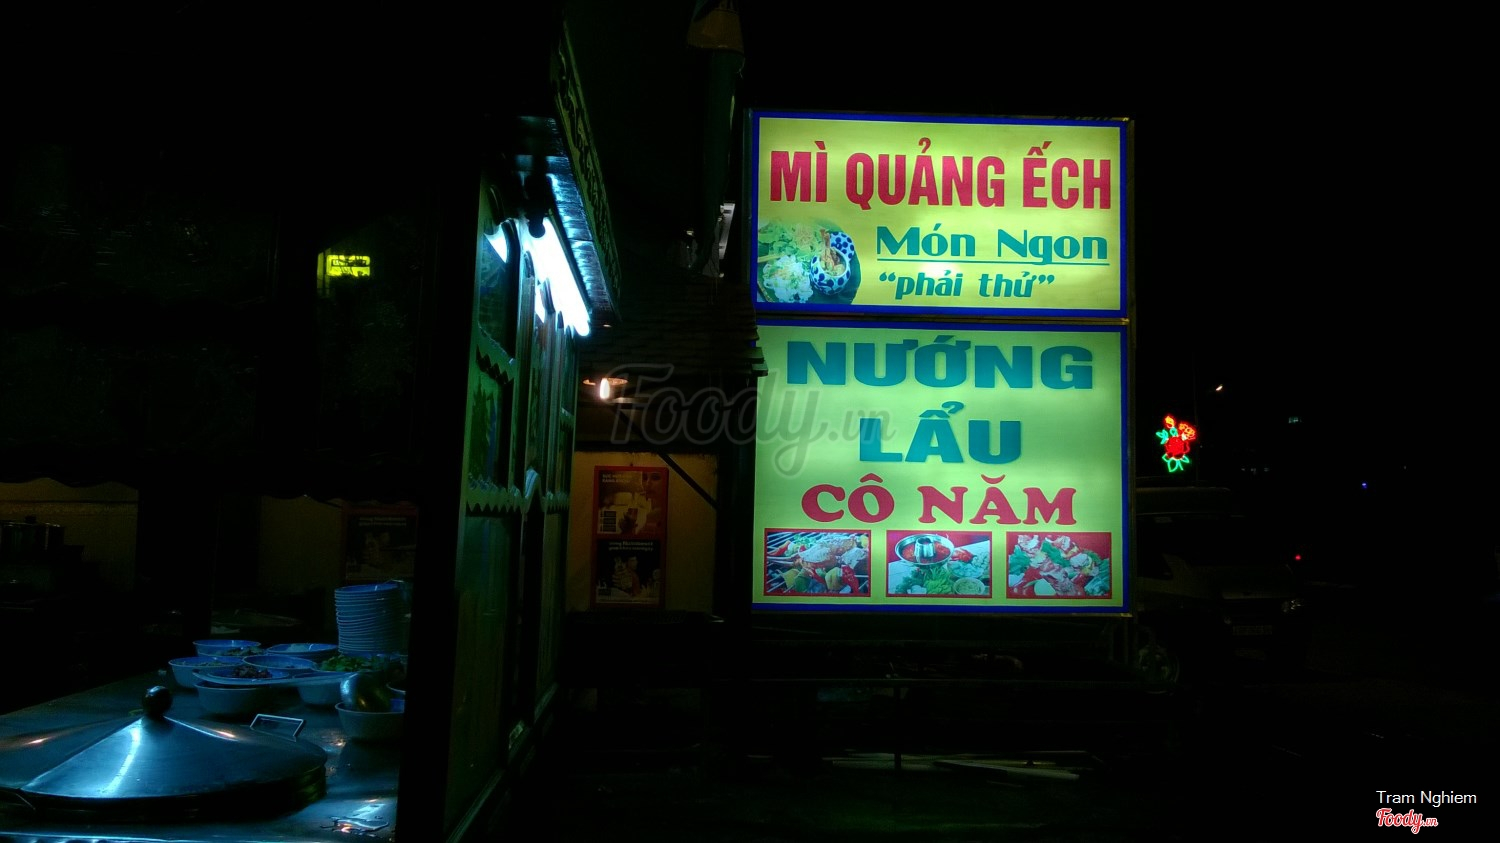 MÌ QUẢNG ẾCH
Món Ngon
“phải thử”
NƯỚNG
LẨU
CÔ NĂM
Foody.vn
Tram Nghiem
Foody.vn